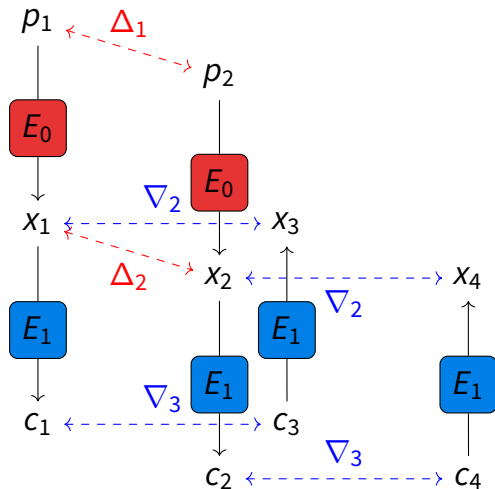 p₁
Δ₁
p₂
E₀
E₀
∇₂
x₁
x₃
Δ₂
x₂
x₄
∇₂
E₁
E₁
E₁
E₁
∇₃
c₁
c₃
∇₃
c₂
c₄